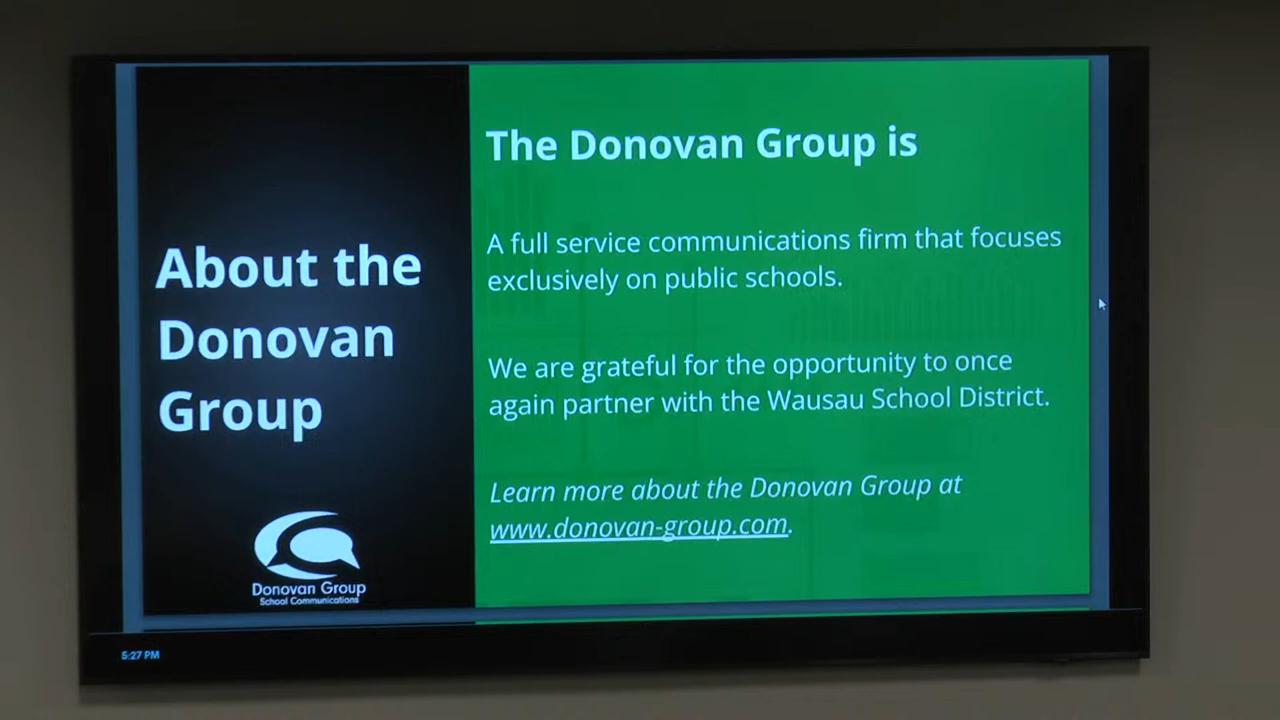 About the
Donovan
Group
Donovan Group
School Communications
The Donovan Group is
A full service communications firm that focuses
exclusively on public schools.
We are grateful for the opportunity to once
again partner with the Wausau School District.
Learn more about the Donovan Group at
www.donovan-group.com.
5:27 PM